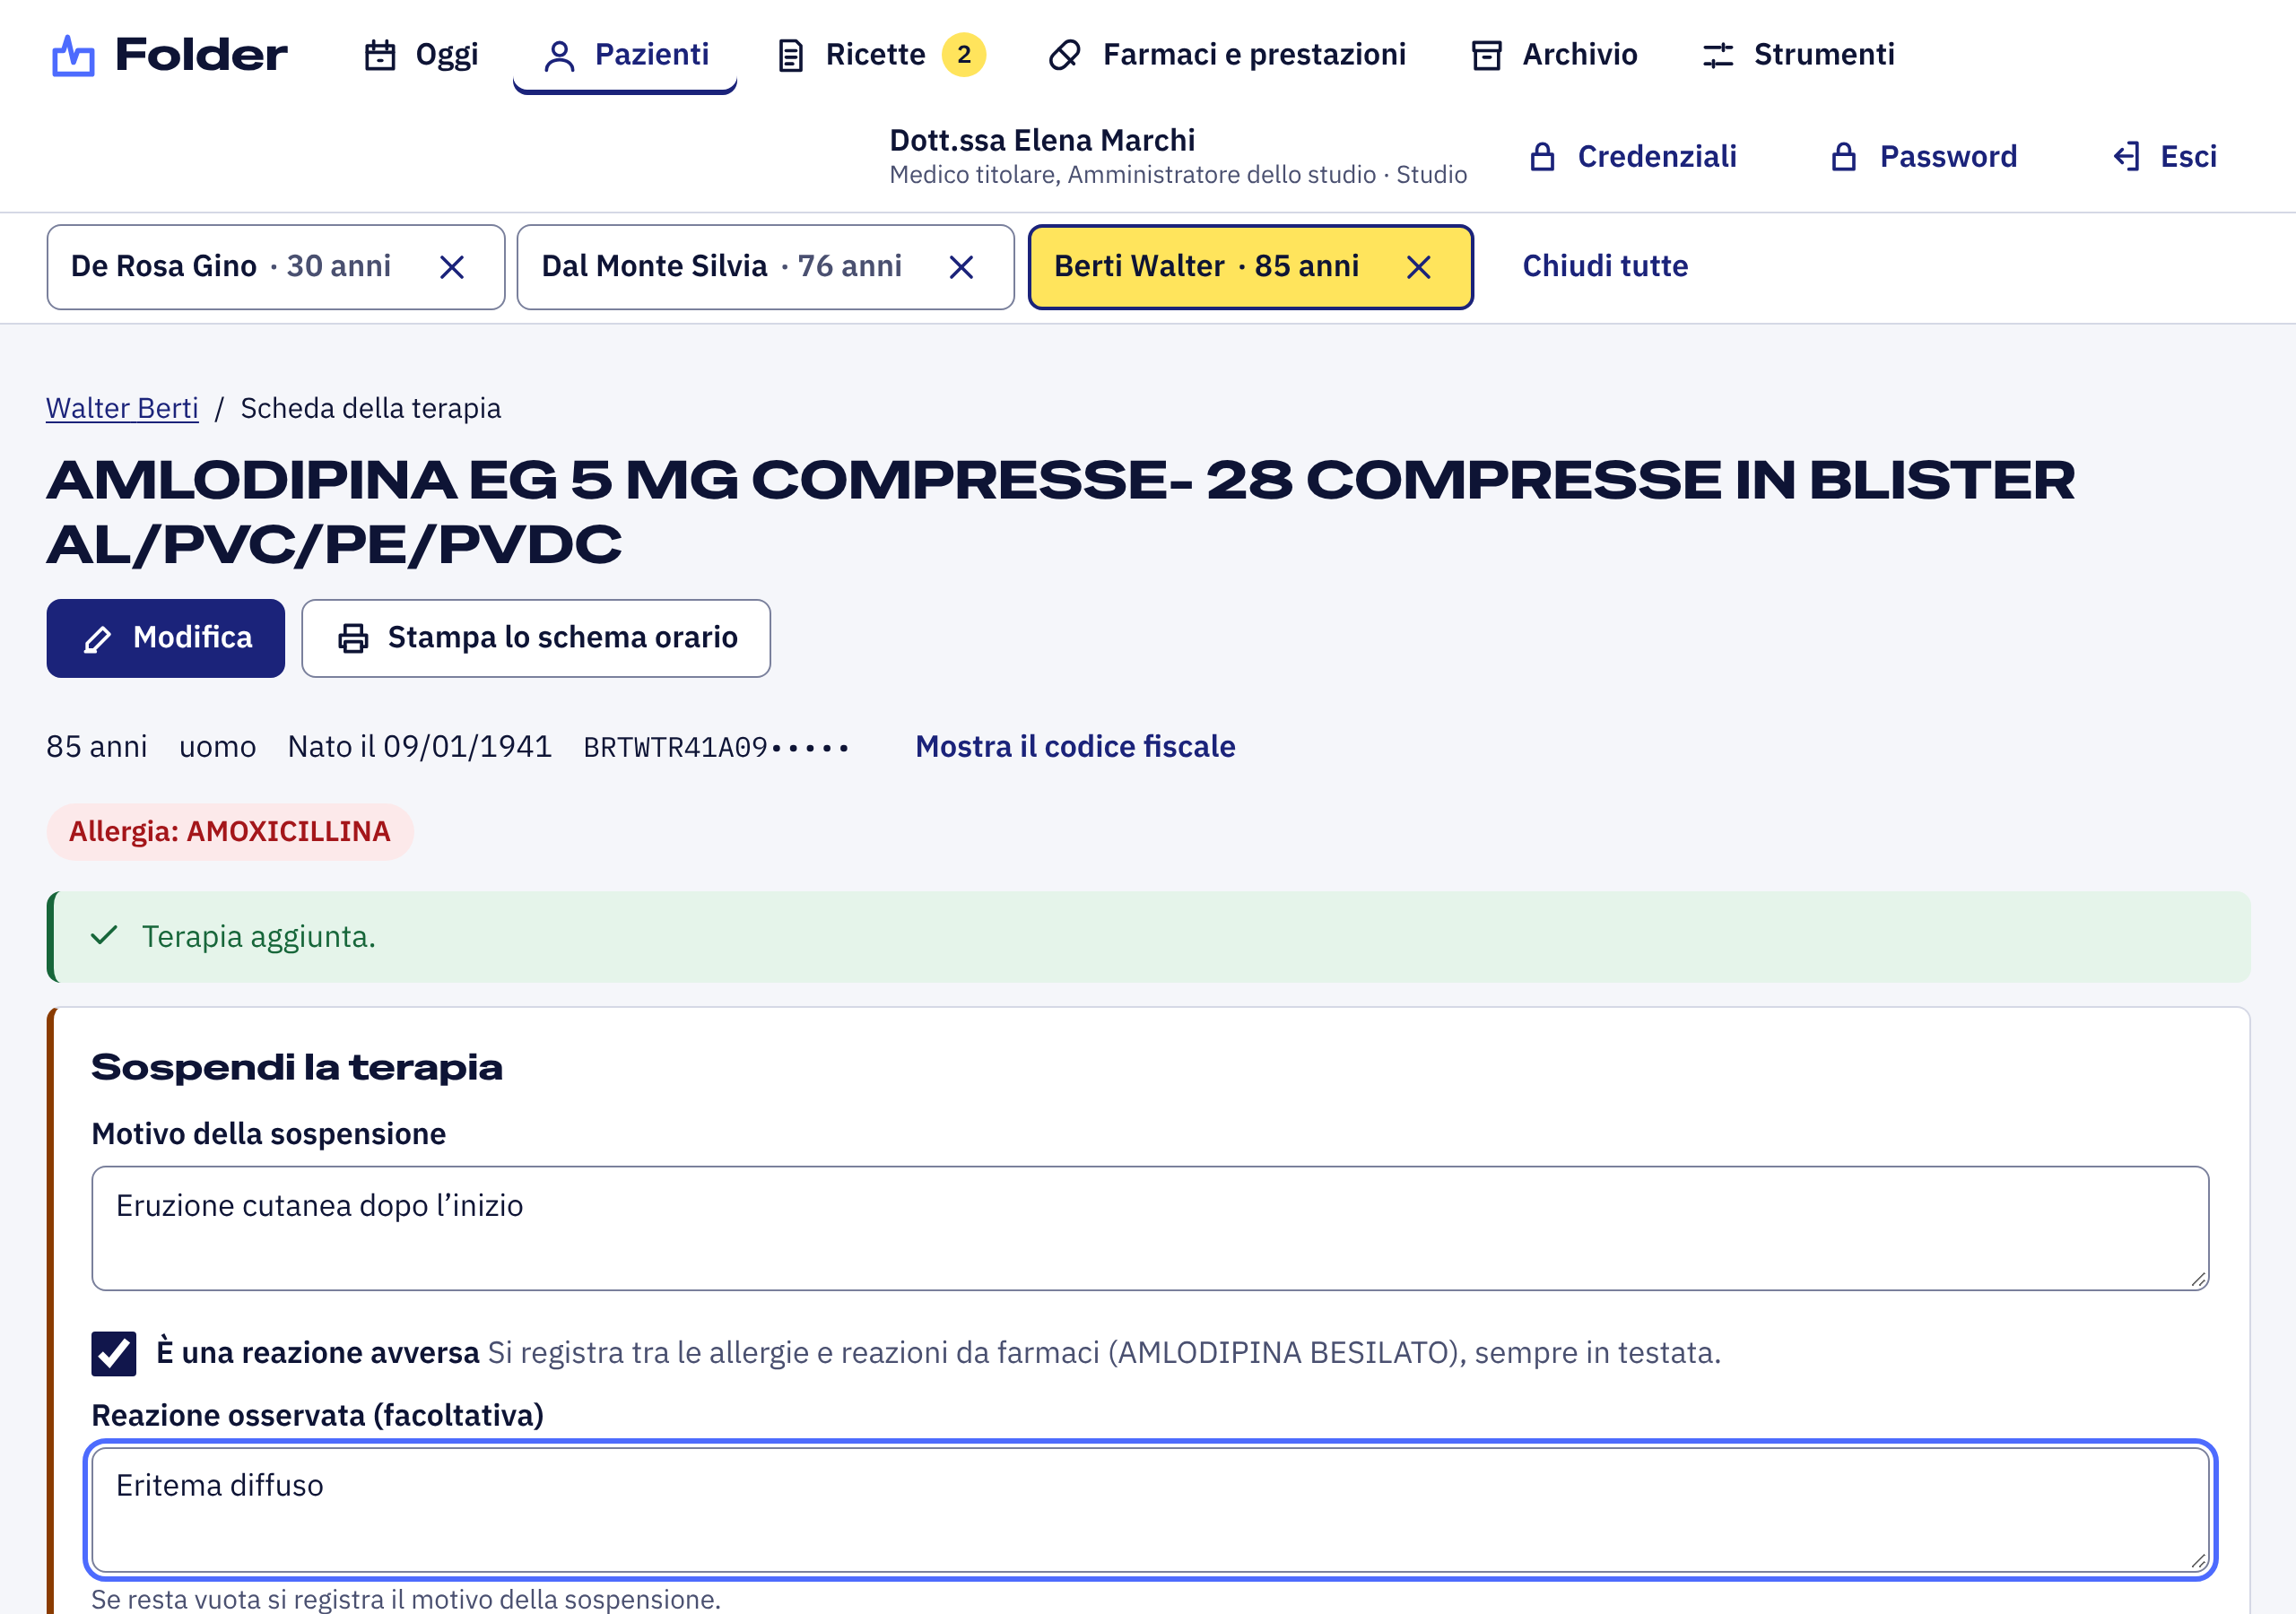 Folder
Oggi
Pazienti
Ricette 2
Farmaci e prestazioni
Archivio
Strumenti
Dott.ssa Elena Marchi
Medico titolare, Amministratore dello studio · Studio
Credenziali
Password
Esci
De Rosa Gino · 30 anni
Dal Monte Silvia · 76 anni
Berti Walter · 85 anni
Chiudi tutte
Walter Berti / Scheda della terapia
AMLODIPINA EG 5 MG COMPRESSE- 28 COMPRESSE IN BLISTER
AL/PVC/PE/PVDC
Modifica
Stampa lo schema orario
85 anni uomo Nato il 09/01/1941 BRTWTR41A09••••• Mostra il codice fiscale
Allergia: AMOXICILLINA
Terapia aggiunta.
Sospendi la terapia
Motivo della sospensione
Eruzione cutanea dopo l’inizio
È una reazione avversa Si registra tra le allergie e reazioni da farmaci (AMLODIPINA BESILATO), sempre in testata.
Reazione osservata (facoltativa)
Eritema diffuso
Se resta vuota si registra il motivo della sospensione.